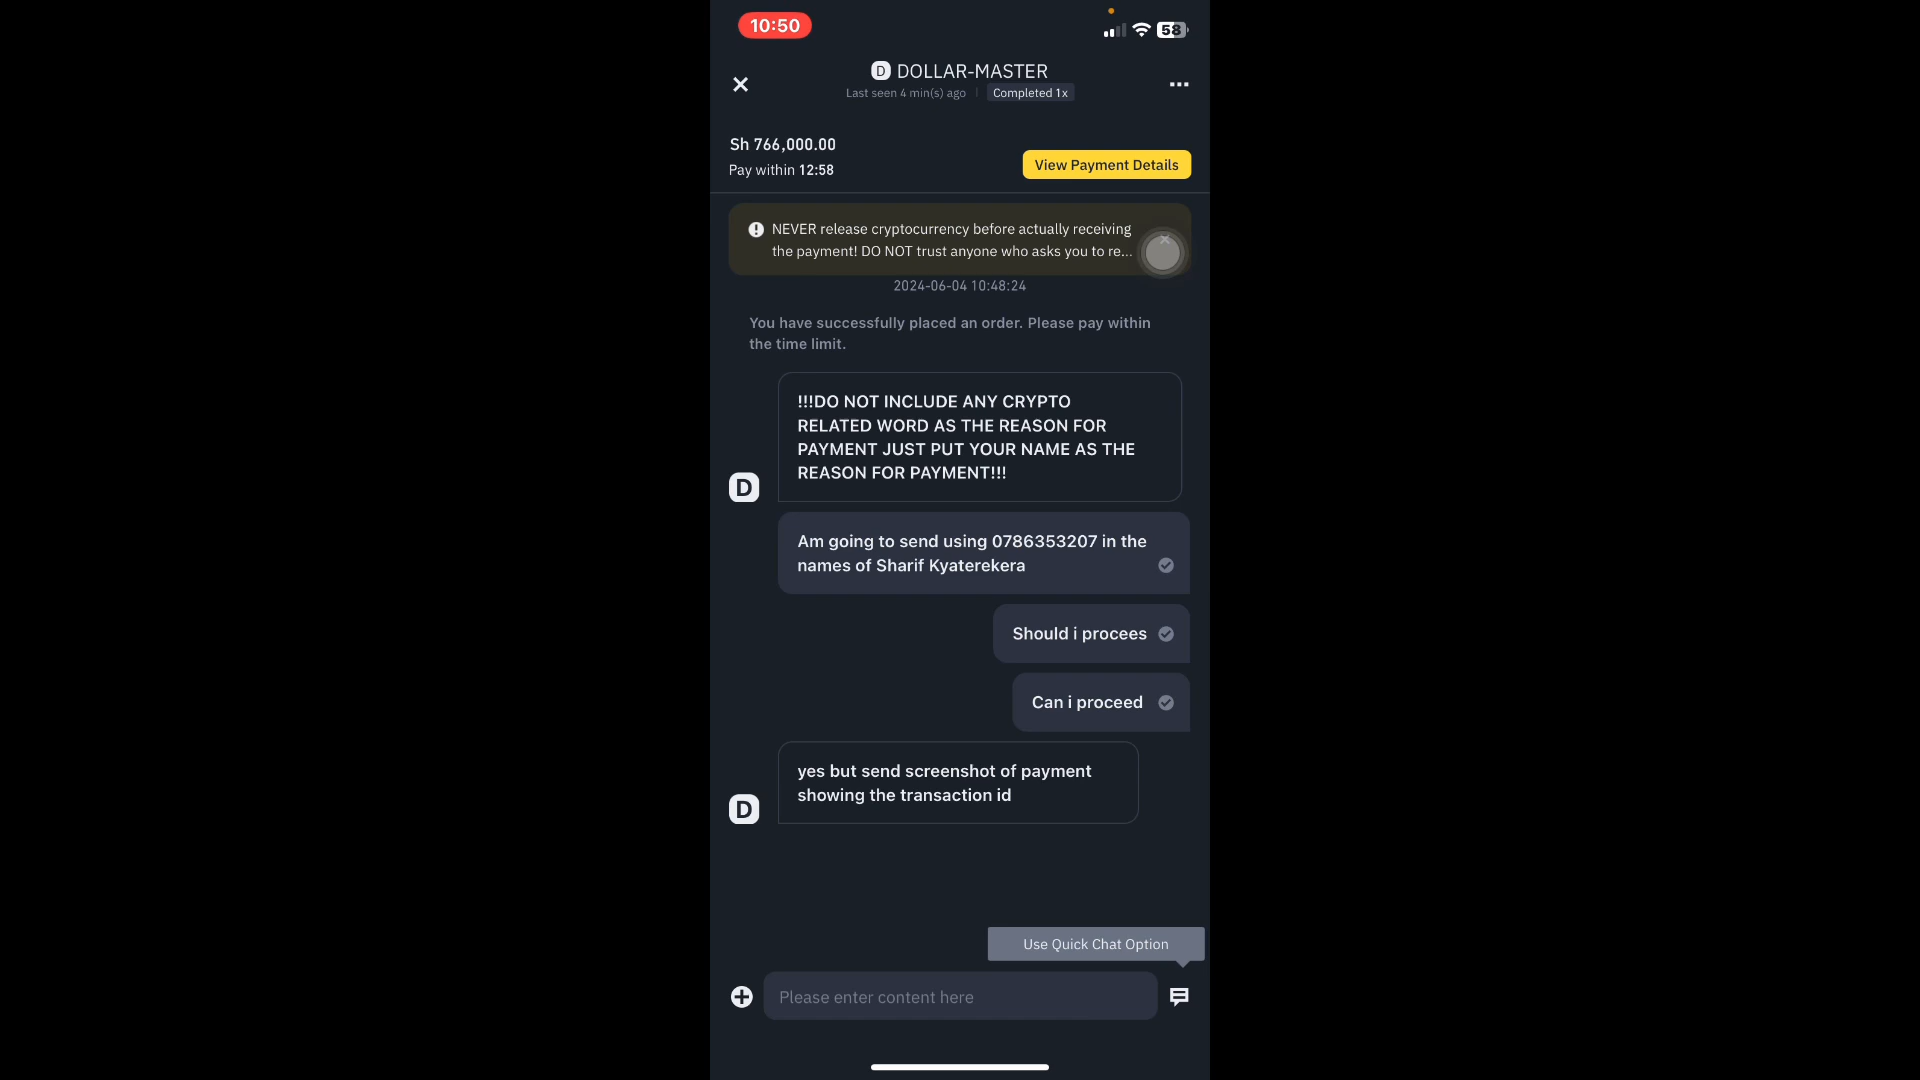 10:50
58
D DOLLAR-MASTER
Last seen 4 min(s) ago | Completed 1x
Sh 766,000.00
Pay within 12:58
View Payment Details
NEVER release cryptocurrency before actually receiving
the payment! DO NOT trust anyone who asks you to re...
2024-06-04 10:48:24
You have successfully placed an order. Please pay within
the time limit.
!!!DO NOT INCLUDE ANY CRYPTO
RELATED WORD AS THE REASON FOR
PAYMENT JUST PUT YOUR NAME AS THE
REASON FOR PAYMENT!!!
D
Am going to send using 0786353207 in the
names of Sharif Kyaterekera
Should i procees
Can i proceed
yes but send screenshot of payment
showing the transaction id
D
Use Quick Chat Option
Please enter content here